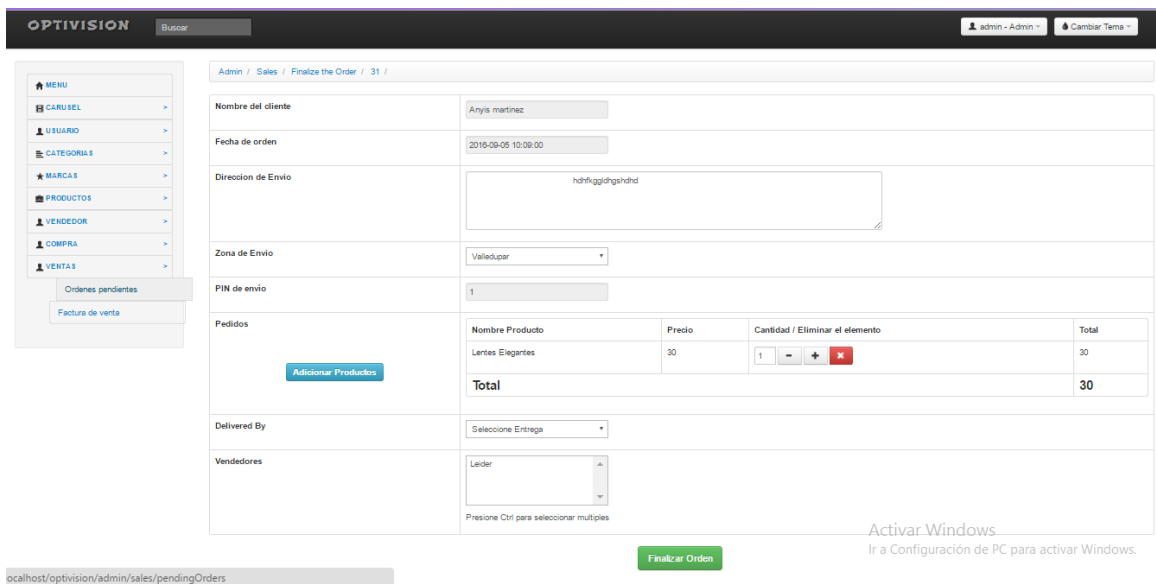 OPTIVISION
Buscar
admin - Admin
Cambiar Tema
MENU
CARUSEL >
USUARIO >
CATEGORIAS >
MARCAS >
PRODUCTOS >
VENDEDOR >
COMPRA >
VENTAS >
Ordenes pendientes
Factura de venta
Admin / Sales / Finalize the Order / 31 /
Nombre del cliente
Anyis martinez
Fecha de orden
2016-09-05 10:09:00
Direccion de Envio
hdhfkggldhgshdhd
Zona de Envio
Valledupar
PIN de envio
1
Pedidos
Adicionar Productos
Nombre Producto Precio Cantidad / Eliminar el elemento Total
Lentes Elegantes 30 1 - + x 30
Total 30
Delivered By
Seleccione Entrega
Vendedores
Leider
Presione Ctrl para seleccionar multiples
Finalizar Orden
Activar Windows
Ir a Configuración de PC para activar Windows.
ocalhost/optivision/admin/sales/pendingOrders